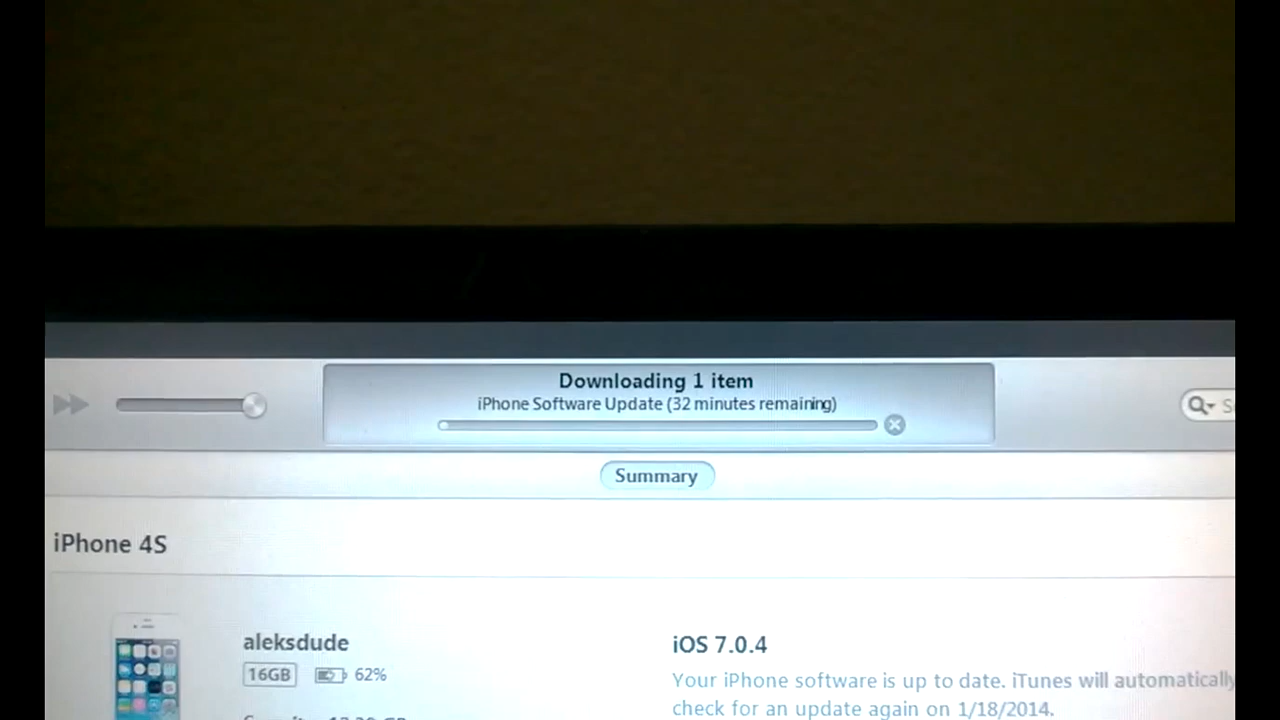 Downloading 1 item
iPhone Software Update (32 minutes remaining)
Summary
iPhone 4S
aleksdude
16GB 62%
iOS 7.0.4
Your iPhone software is up to date. iTunes will automatically
check for an update again on 1/18/2014.